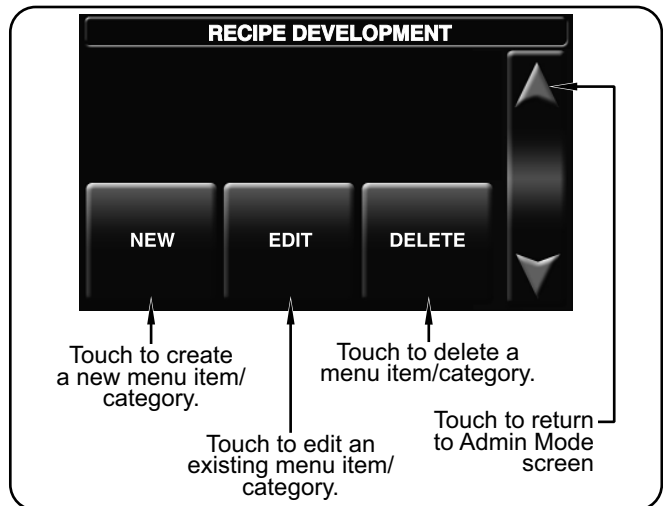 RECIPE DEVELOPMENT
NEW
EDIT
DELETE
Touch to create
a new menu item/
category.
Touch to delete a
menu item/category.
Touch to edit an
existing menu item/
category.
Touch to return
to Admin Mode
screen